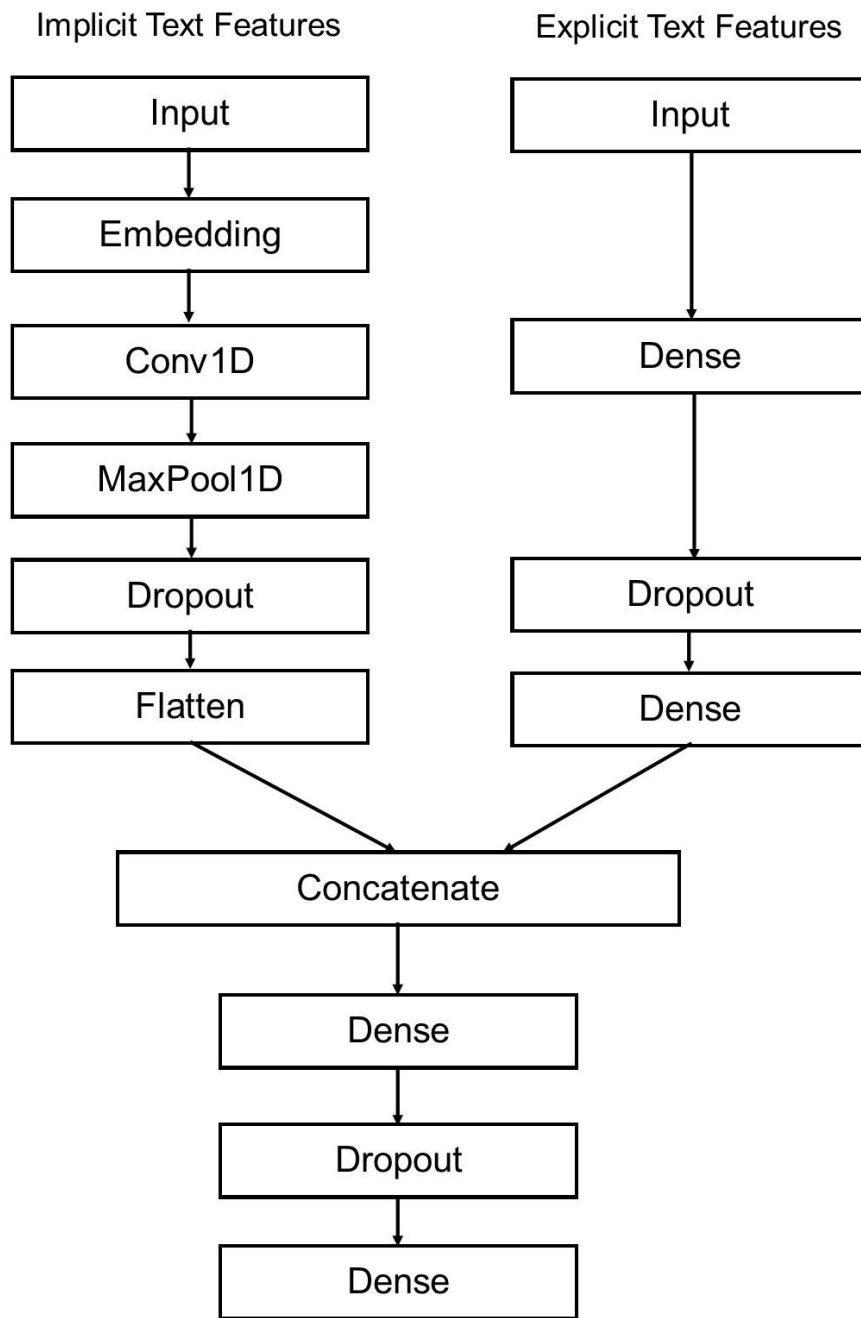 Implicit Text Features
Explicit Text Features
Input
Input
Embedding
Conv1D
Dense
MaxPool1D
Dropout
Dropout
Flatten
Dense
Concatenate
Dense
Dropout
Dense